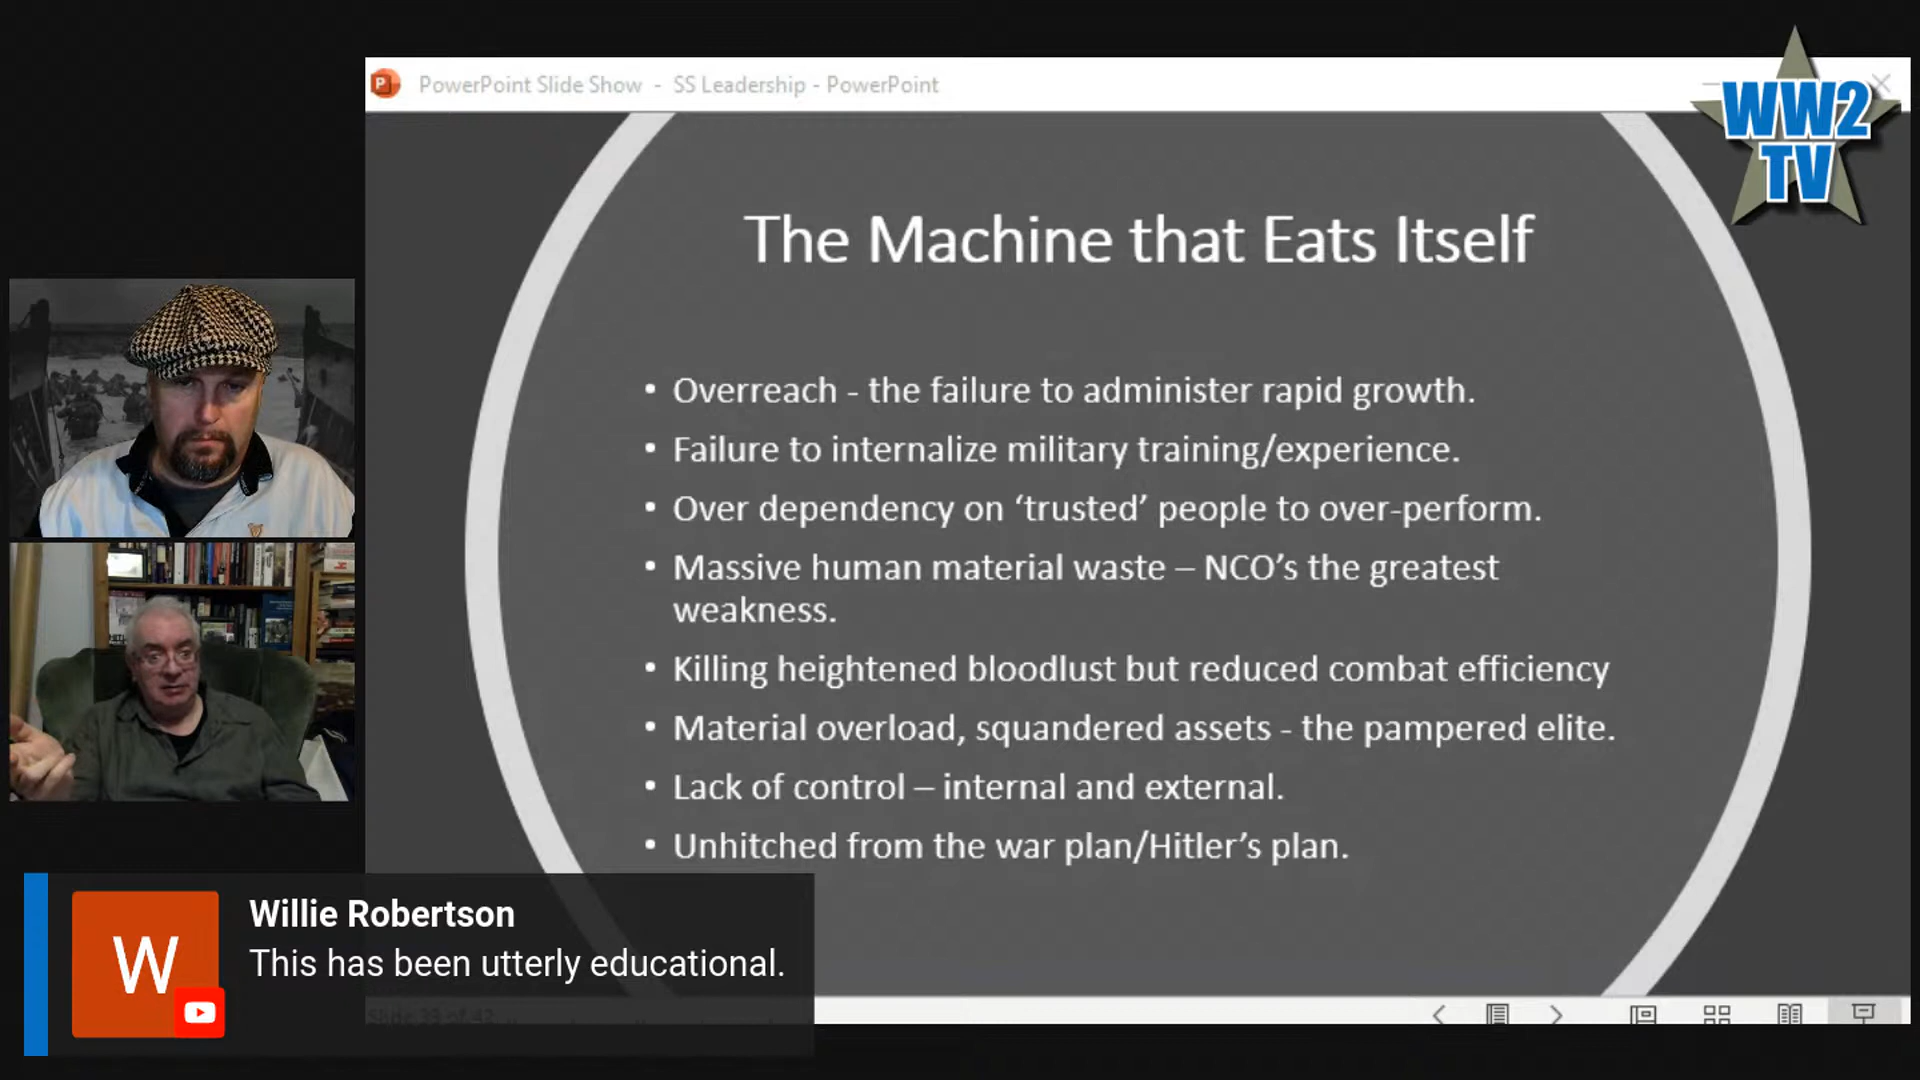 PowerPoint Slide Show - SS Leadership - PowerPoint
WW2
TV
The Machine that Eats Itself
• Overreach - the failure to administer rapid growth.
• Failure to internalize military training/experience.
• Over dependency on ‘trusted’ people to over-perform.
• Massive human material waste – NCO’s the greatest
weakness.
• Killing heightened bloodlust but reduced combat efficiency
• Material overload, squandered assets - the pampered elite.
• Lack of control – internal and external.
• Unhitched from the war plan/Hitler’s plan.
W
Willie Robertson
This has been utterly educational.
Slide 39 of 42